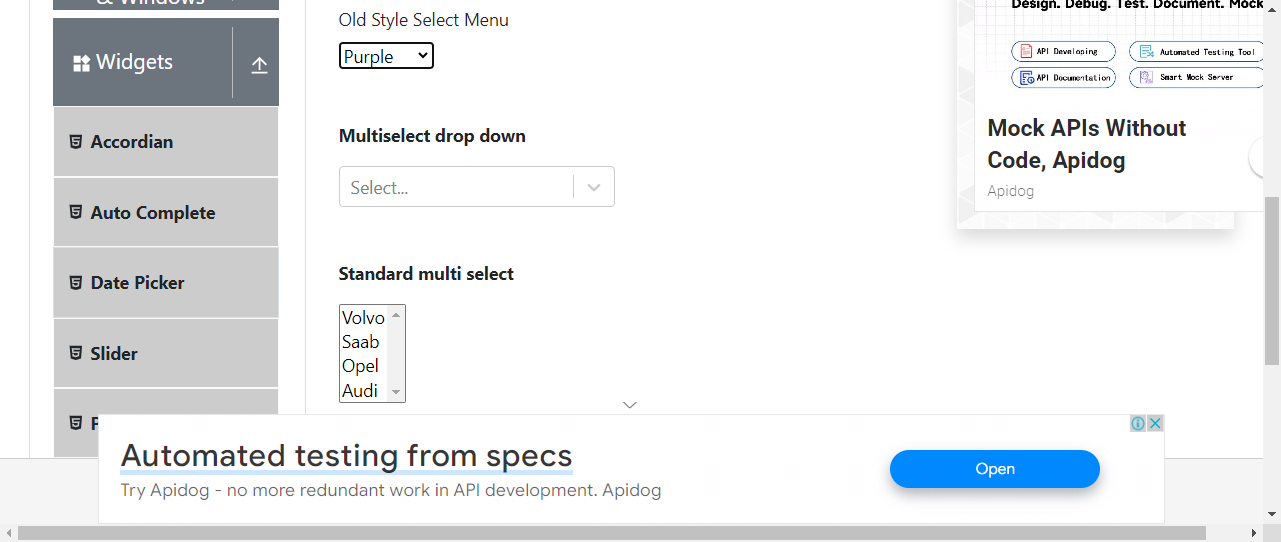 & Windows
Widgets
Accordian
Auto Complete
Date Picker
Slider
Old Style Select Menu
Purple
Multiselect drop down
Select...
Standard multi select
Volvo
Saab
Opel
Audi
Design. Debug. Test. Document. Mock
API Developing
Automated Testing Tool
API Documentation
Smart Mock Server
Mock APIs Without
Code, Apidog
Apidog
Automated testing from specs
Try Apidog - no more redundant work in API development. Apidog
Open